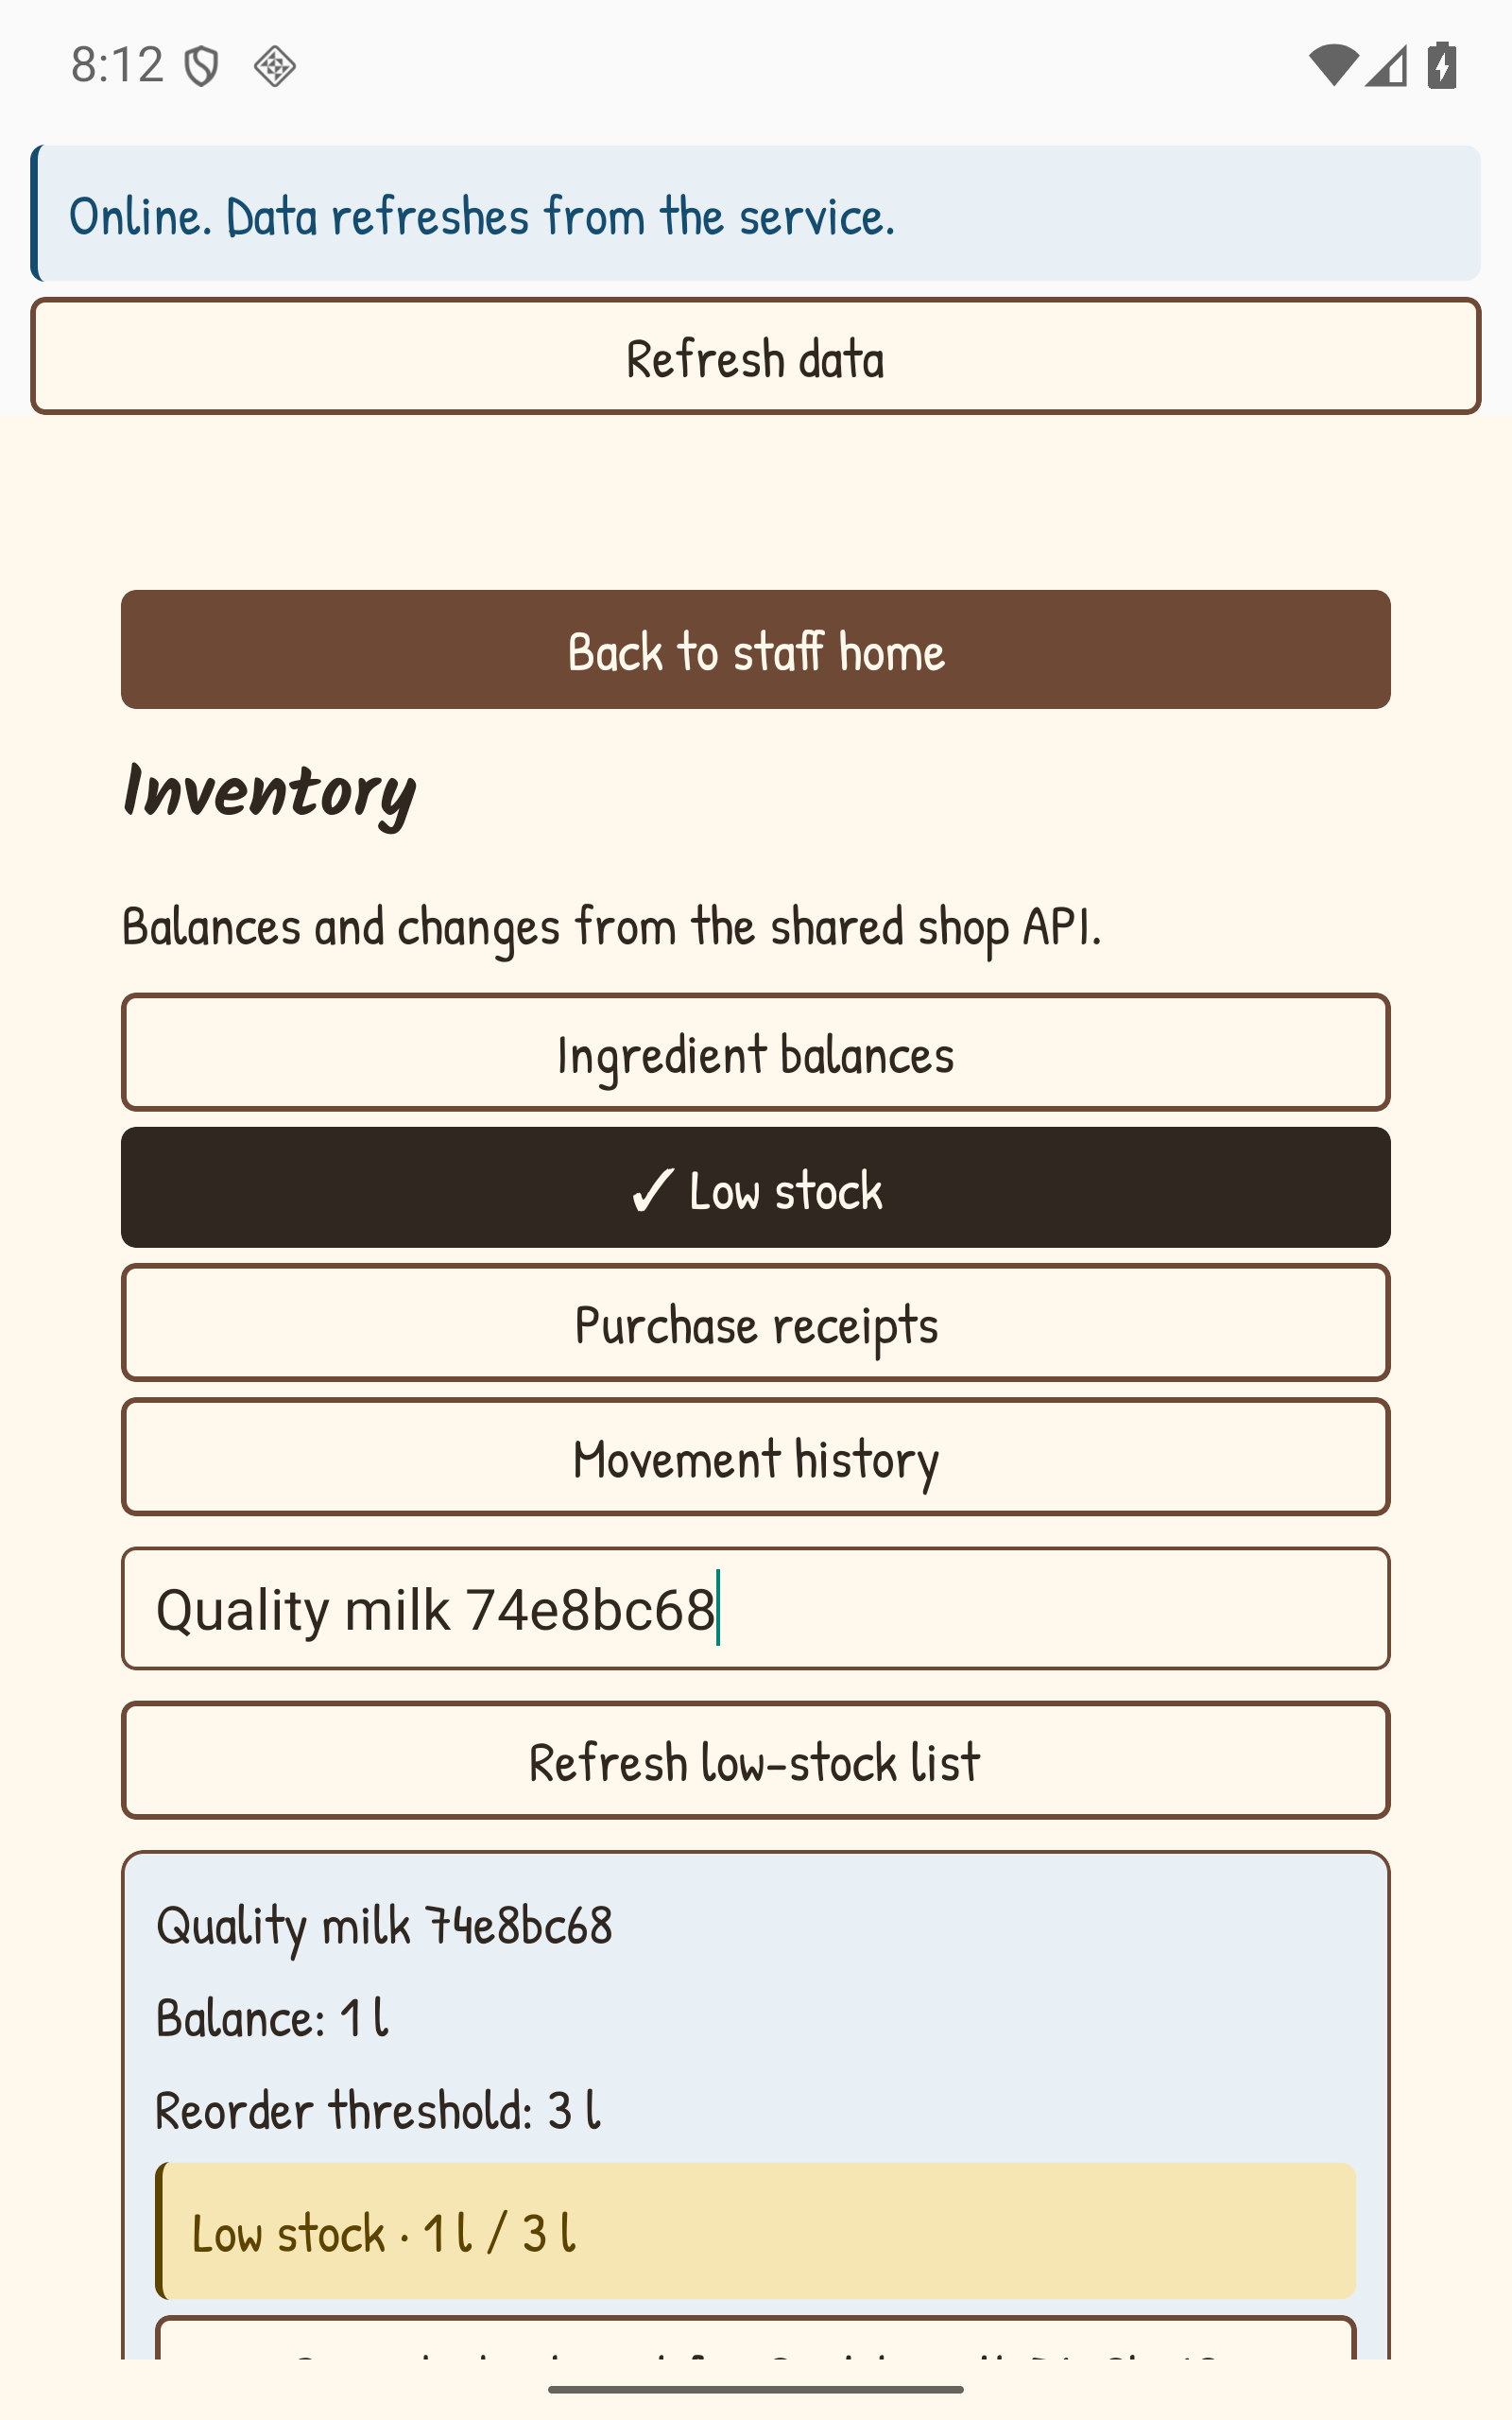 8:12
Online. Data refreshes from the service.
Refresh data
Back to staff home
Inventory
Balances and changes from the shared shop API.
Ingredient balances
✓ Low stock
Purchase receipts
Movement history
Quality milk 74e8bc68
Refresh low-stock list
Quality milk 74e8bc68
Balance: 1 l
Reorder threshold: 3 l
Low stock · 1 l / 3 l